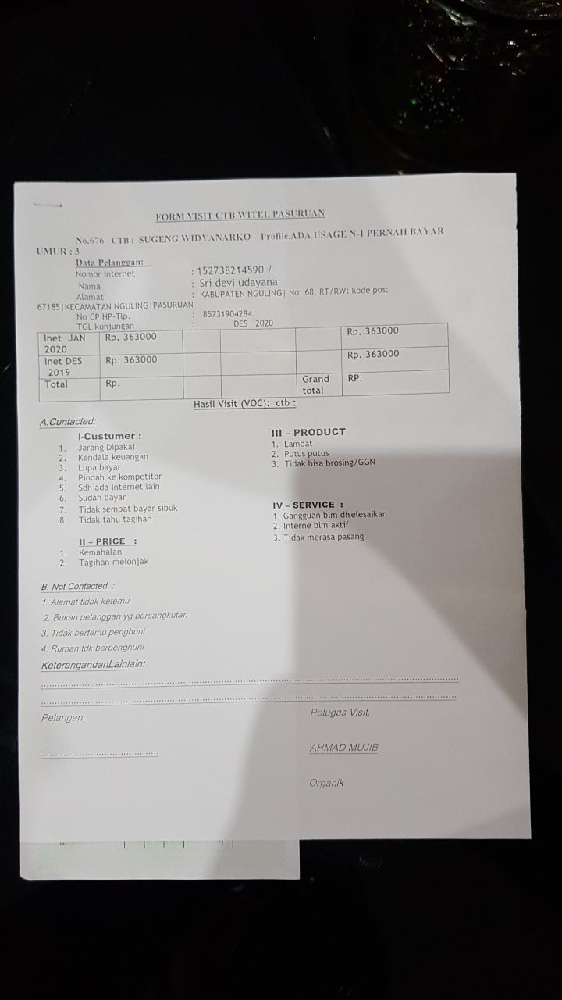 FORM VISIT CTB WITEL PASURUAN
No.676 CTB : SUGENG WIDYANARKO Profile.ADA USAGE N-1 PERNAH BAYAR
UMUR : 3
Data Pelanggan:
Nomor Internet : 152738214590 /
Nama : Sri devi udayana
Alamat : KABUPATEN NGULING| No: 68, RT/RW: kode pos:
67185|KECAMATAN NGULING|PASURUAN
No CP HP-Tlp. : 85731904284
TGL kunjungan : DES 2020
Inet JAN 2020 Rp. 363000 Rp. 363000
Inet DES 2019 Rp. 363000 Rp. 363000
Total Rp. Grand total RP.
Hasil Visit (VOC): ctb :
A.Cuntacted:
I-Custumer :
1. Jarang Dipakai
2. Kendala keuangan
3. Lupa bayar
4. Pindah ke kompetitor
5. Sdh ada Internet lain
6. Sudah bayar
7. Tidak sempat bayar sibuk
8. Tidak tahu tagihan
II – PRICE :
1. Kemahalan
2. Tagihan melonjak
III – PRODUCT
1. Lambat
2. Putus putus
3. Tidak bisa brosing/GGN
IV – SERVICE :
1. Gangguan blm diselesaikan
2. Interne blm aktif
3. Tidak merasa pasang
B. Not Contacted :
1. Alamat tidak ketemu
2. Bukan pelanggan yg bersangkutan
3. Tidak bertemu penghuni
4. Rumah tdk berpenghuni
KeterangandanLainlain:
Pelangan,
Petugas Visit,
AHMAD MUJIB
Organik